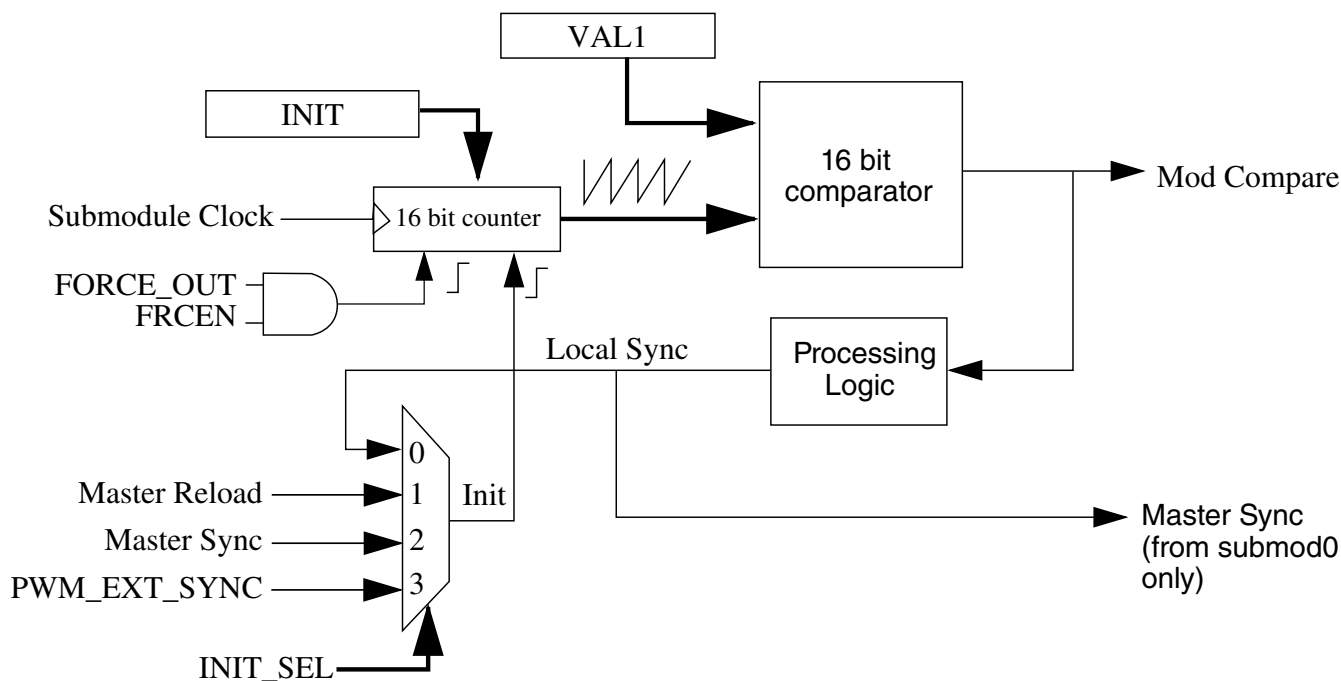 VAL1
INIT
16 bit
comparator
Mod Compare
Submodule Clock
16 bit counter
FORCE_OUT
FRCEN
Local Sync
Processing
Logic
0
Master Reload
1
Init
Master Sync
2
PWM_EXT_SYNC
3
Master Sync
(from submod0
only)
INIT_SEL